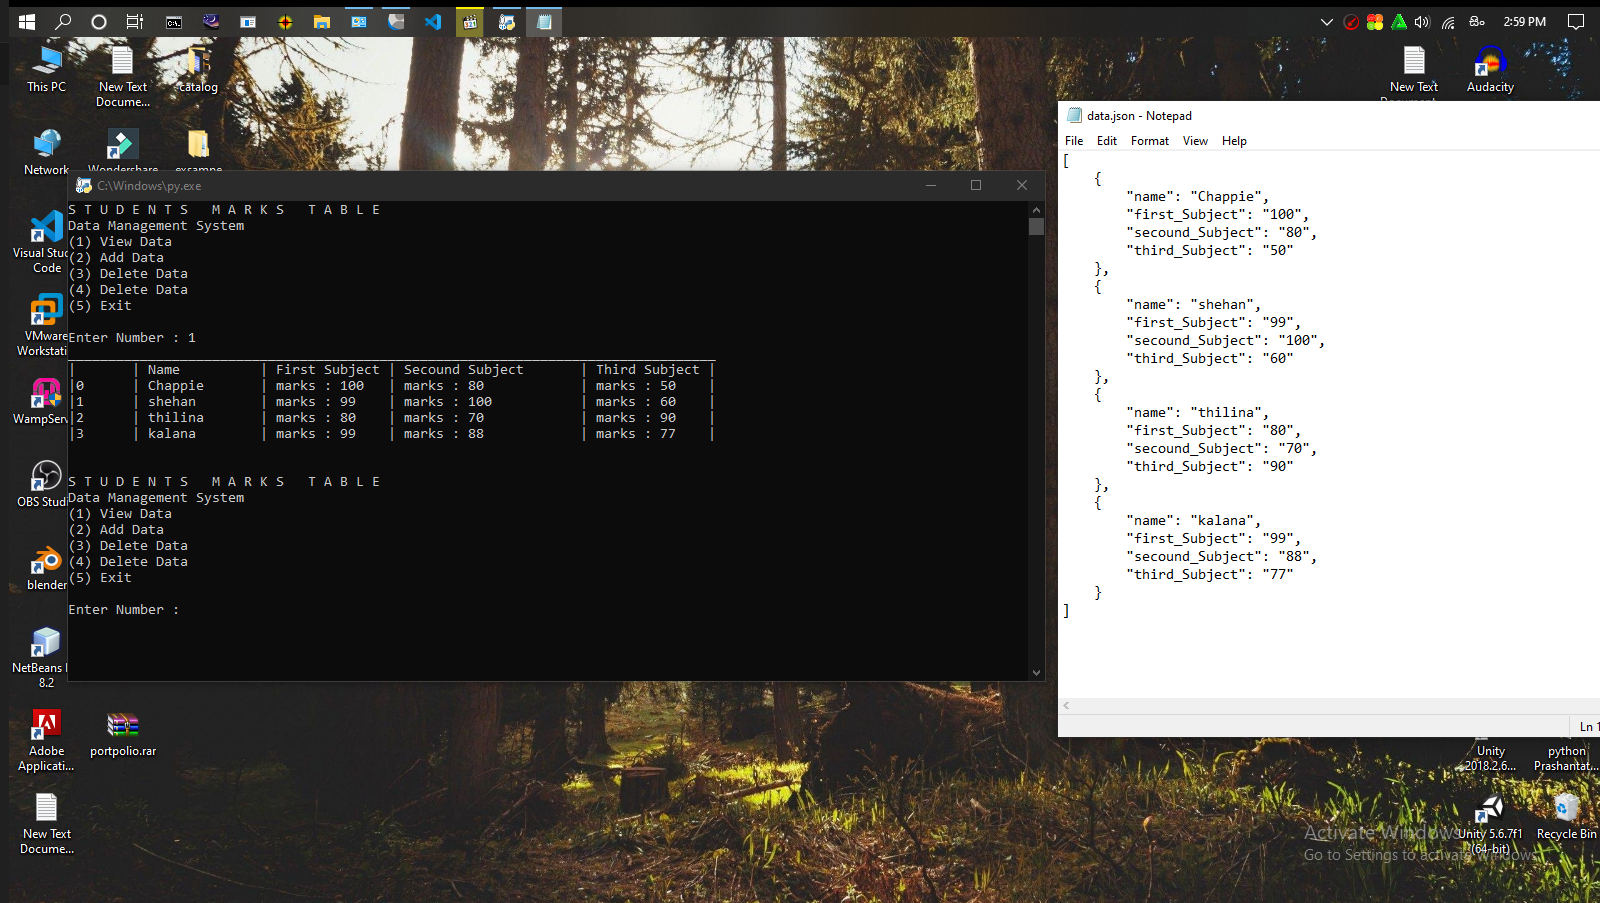 2:59 PM
This PC
New Text
Docume...
catalog
New Text
Audacity
Network
Wondershare
Visual Stud
Code
VMware
Workstati
WampServ
OBS Studi
blender
NetBeans I
8.2
Adobe
Applicati...
portpolio.rar
New Text
Docume...
C:\Windows\py.exe
S T U D E N T S   M A R K S   T A B L E
Data Management System
(1) View Data
(2) Add Data
(3) Delete Data
(4) Delete Data
(5) Exit
Enter Number : 1
|       | Name          | First Subject | Secound Subject       | Third Subject |
|0      | Chappie       | marks : 100   | marks : 80            | marks : 50    |
|1      | shehan        | marks : 99    | marks : 100           | marks : 60    |
|2      | thilina       | marks : 80    | marks : 70            | marks : 90    |
|3      | kalana        | marks : 99    | marks : 88            | marks : 77    |
S T U D E N T S   M A R K S   T A B L E
Data Management System
(1) View Data
(2) Add Data
(3) Delete Data
(4) Delete Data
(5) Exit
Enter Number :
data.json - Notepad
File Edit Format View Help
[
    {
        "name": "Chappie",
        "first_Subject": "100",
        "secound_Subject": "80",
        "third_Subject": "50"
    },
    {
        "name": "shehan",
        "first_Subject": "99",
        "secound_Subject": "100",
        "third_Subject": "60"
    },
    {
        "name": "thilina",
        "first_Subject": "80",
        "secound_Subject": "70",
        "third_Subject": "90"
    },
    {
        "name": "kalana",
        "first_Subject": "99",
        "secound_Subject": "88",
        "third_Subject": "77"
    }
]
Ln 1
Unity
2018.2.6...
python
Prashantat...
Unity 5.6.7f1
(64-bit)
Recycle Bin
Activate Windows
Go to Settings to activate Windows.